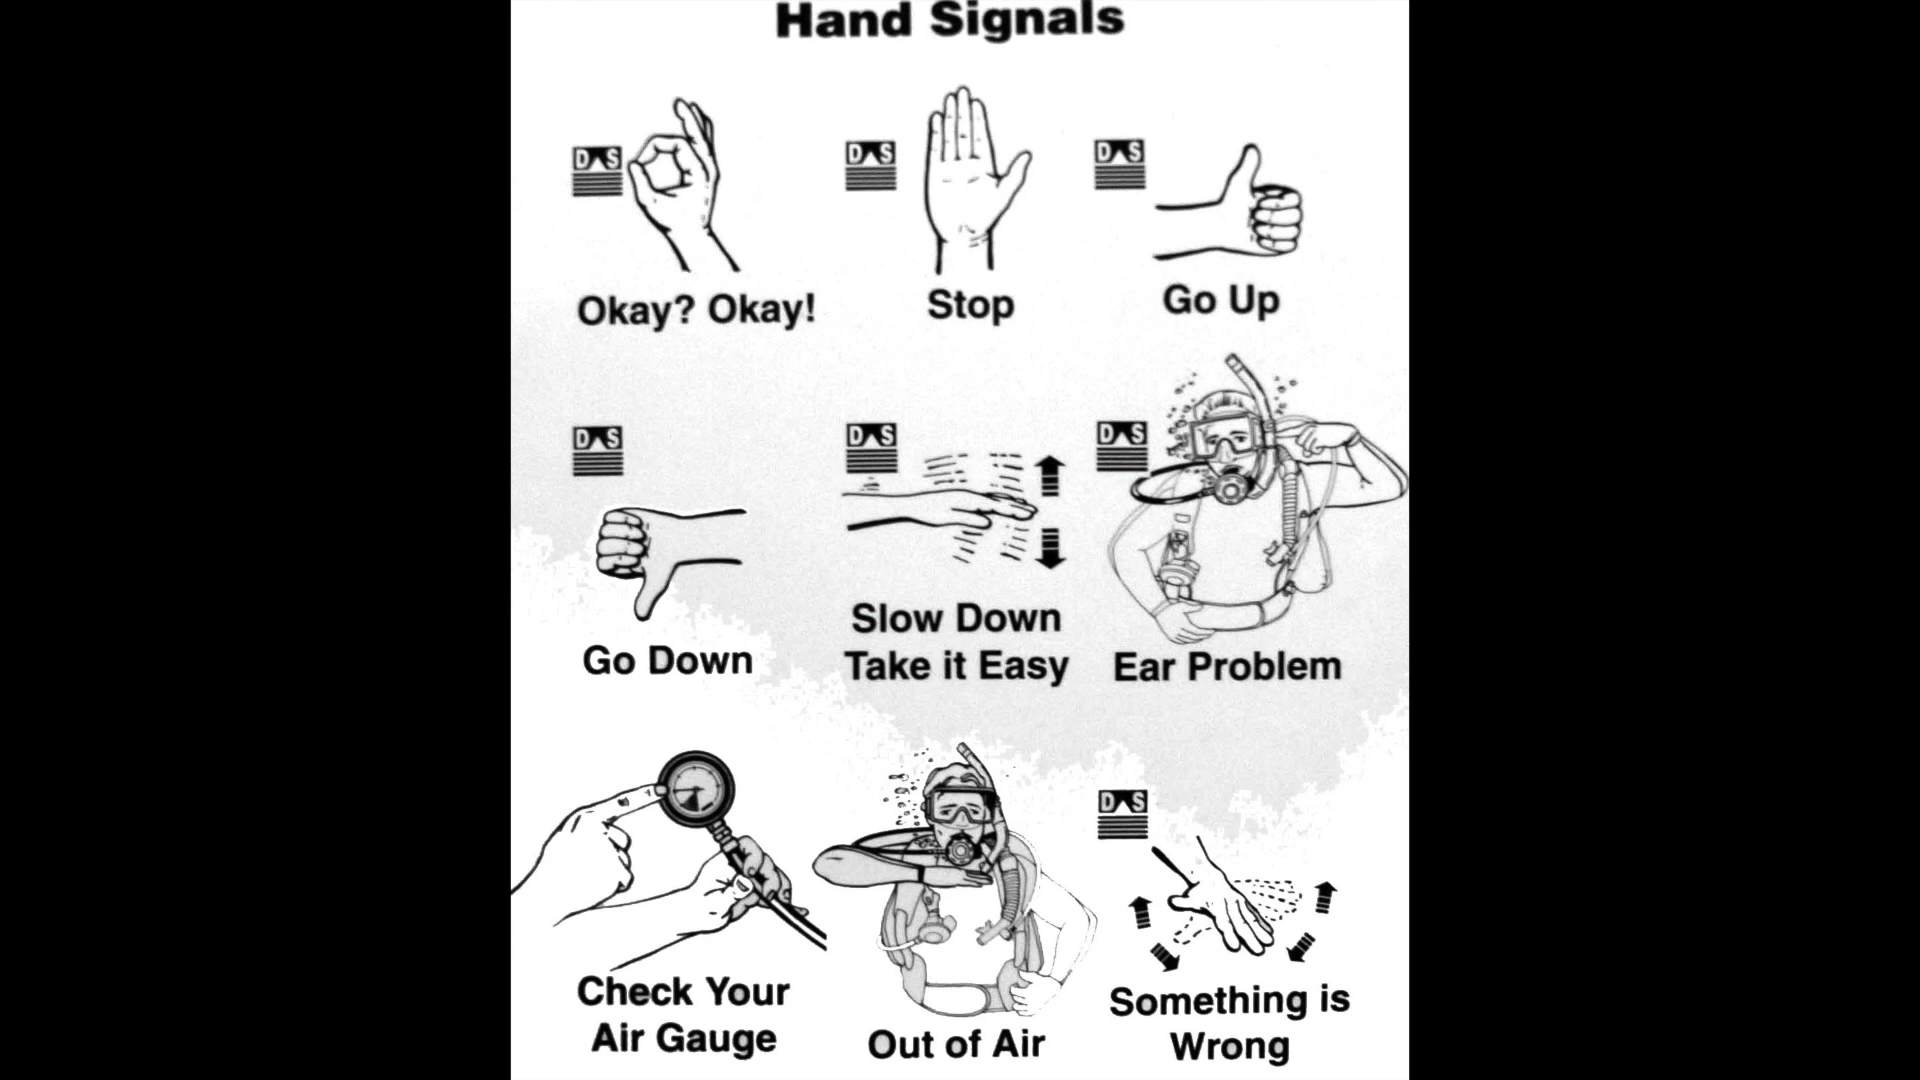 Hand Signals
D S
D S
D S
Okay? Okay!
Stop
Go Up
D S
D S
D S
Go Down
Slow Down
Take it Easy
Ear Problem
D S
Check Your
Air Gauge
Out of Air
Something is
Wrong